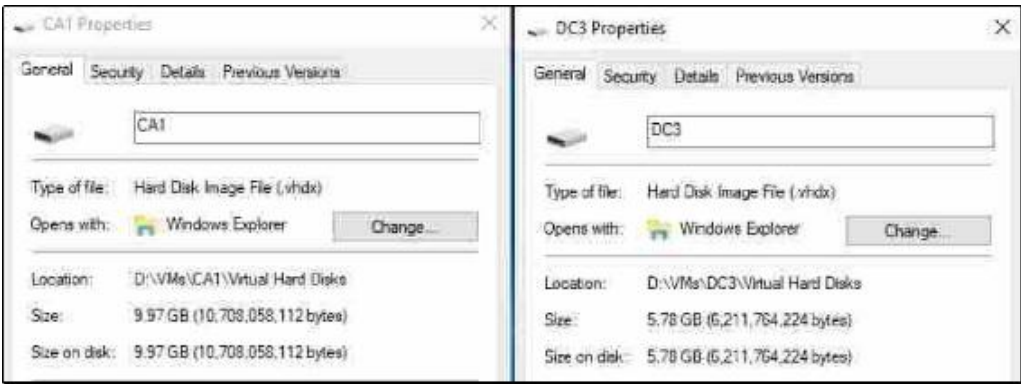 CA1 Properties
General Security Details Previous Versions
CA1
Type of file: Hard Disk Image File (.vhdx)
Opens with: Windows Explorer Change...
Location: D:\VMs\CA1\Virtual Hard Disks
Size: 9.97 GB (10,708,058,112 bytes)
Size on disk: 9.97 GB (10,708,058,112 bytes)
DC3 Properties
General Security Details Previous Versions
DC3
Type of file: Hard Disk Image File (.vhdx)
Opens with: Windows Explorer Change...
Location: D:\VMs\DC3\Virtual Hard Disks
Size: 5.78 GB (6,211,764,224 bytes)
Size on disk: 5.78 GB (6,211,764,224 bytes)